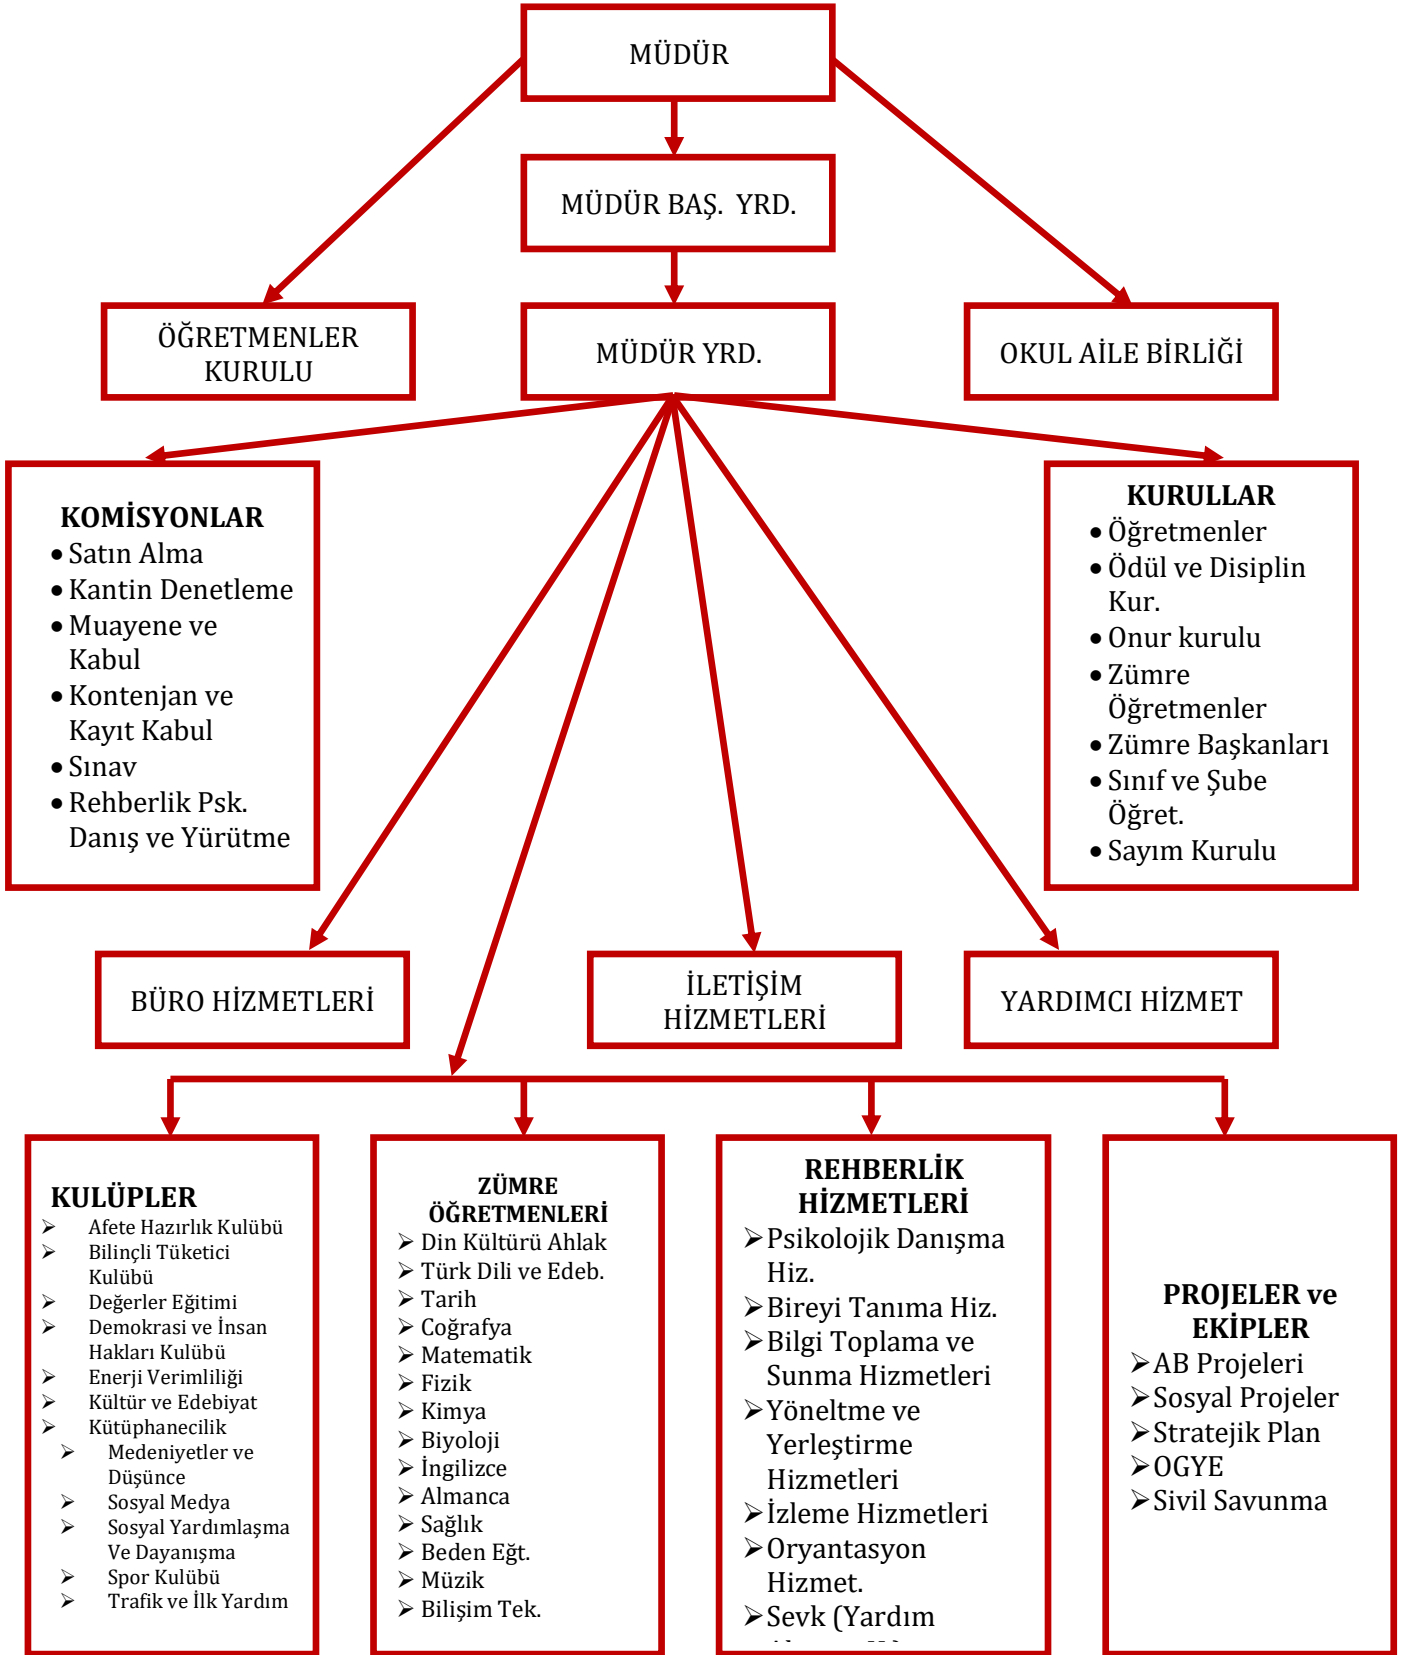 MÜDÜR
MÜDÜR BAŞ. YRD.
ÖĞRETMENLER
KURULU
MÜDÜR YRD.
OKUL AİLE BİRLİĞİ
KOMİSYONLAR
• Satın Alma
• Kantin Denetleme
• Muayene ve
Kabul
• Kontenjan ve
Kayıt Kabul
• Sınav
• Rehberlik Psk.
Danış ve Yürütme
KURULLAR
• Öğretmenler
• Ödül ve Disiplin
Kur.
• Onur kurulu
• Zümre
Öğretmenler
• Zümre Başkanları
• Sınıf ve Şube
Öğret.
• Sayım Kurulu
BÜRO HİZMETLERİ
İLETİŞİM
HİZMETLERİ
YARDIMCI HİZMET
KULÜPLER
➢ Afete Hazırlık Kulübü
➢ Bilinçli Tüketici
Kulübü
➢ Değerler Eğitimi
➢ Demokrasi ve İnsan
Hakları Kulübü
➢ Enerji Verimliliği
➢ Kültür ve Edebiyat
➢ Kütüphanecilik
➢ Medeniyetler ve
Düşünce
➢ Sosyal Medya
➢ Sosyal Yardımlaşma
Ve Dayanışma
➢ Spor Kulübü
➢ Trafik ve İlk Yardım
ZÜMRE
ÖĞRETMENLERİ
➢ Din Kültürü Ahlak
➢ Türk Dili ve Edeb.
➢ Tarih
➢ Coğrafya
➢ Matematik
➢ Fizik
➢ Kimya
➢ Biyoloji
➢ İngilizce
➢ Almanca
➢ Sağlık
➢ Beden Eğt.
➢ Müzik
➢ Bilişim Tek.
REHBERLİK
HİZMETLERİ
➢ Psikolojik Danışma
Hiz.
➢ Bireyi Tanıma Hiz.
➢ Bilgi Toplama ve
Sunma Hizmetleri
➢ Yöneltme ve
Yerleştirme
Hizmetleri
➢ İzleme Hizmetleri
➢ Oryantasyon
Hizmet.
➢ Sevk (Yardım
PROJELER ve
EKİPLER
➢ AB Projeleri
➢ Sosyal Projeler
➢ Stratejik Plan
➢ OGYE
➢ Sivil Savunma